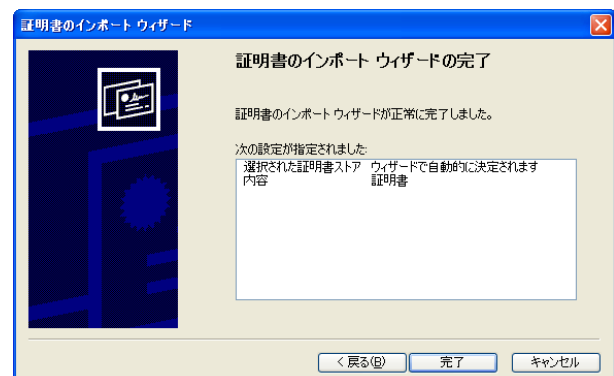 証明書のインポート ウィザード
証明書のインポート ウィザードの完了
証明書のインポート ウィザードが正常に完了しました。
次の設定が指定されました:
選択された証明書ストア ウィザードで自動的に決定されます
内容 証明書
< 戻る(B) 完了 キャンセル